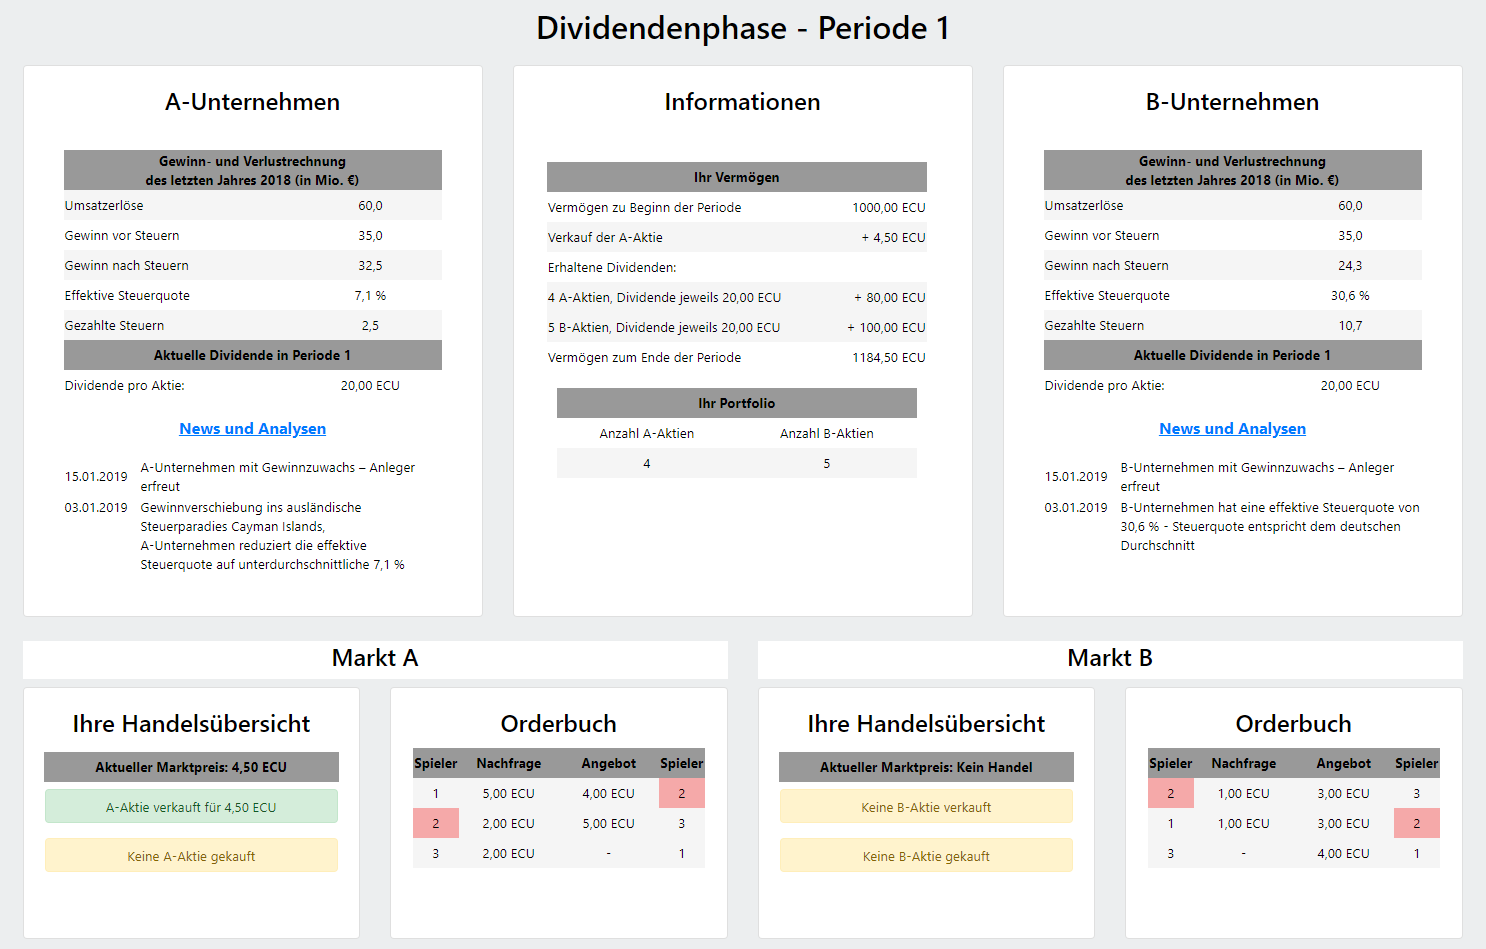 Dividendenphase - Periode 1
A-Unternehmen
Gewinn- und Verlustrechnung
des letzten Jahres 2018 (in Mio. €)
Umsatzerlöse 60,0
Gewinn vor Steuern 35,0
Gewinn nach Steuern 32,5
Effektive Steuerquote 7,1 %
Gezahlte Steuern 2,5
Aktuelle Dividende in Periode 1
Dividende pro Aktie: 20,00 ECU
News und Analysen
15.01.2019 A-Unternehmen mit Gewinnzuwachs – Anleger
erfreut
03.01.2019 Gewinnverschiebung ins ausländische
Steuerparadies Cayman Islands,
A-Unternehmen reduziert die effektive
Steuerquote auf unterdurchschnittliche 7,1 %
Informationen
Ihr Vermögen
Vermögen zu Beginn der Periode 1000,00 ECU
Verkauf der A-Aktie + 4,50 ECU
Erhaltene Dividenden:
4 A-Aktien, Dividende jeweils 20,00 ECU + 80,00 ECU
5 B-Aktien, Dividende jeweils 20,00 ECU + 100,00 ECU
Vermögen zum Ende der Periode 1184,50 ECU
Ihr Portfolio
Anzahl A-Aktien Anzahl B-Aktien
4 5
B-Unternehmen
Gewinn- und Verlustrechnung
des letzten Jahres 2018 (in Mio. €)
Umsatzerlöse 60,0
Gewinn vor Steuern 35,0
Gewinn nach Steuern 24,3
Effektive Steuerquote 30,6 %
Gezahlte Steuern 10,7
Aktuelle Dividende in Periode 1
Dividende pro Aktie: 20,00 ECU
News und Analysen
15.01.2019 B-Unternehmen mit Gewinnzuwachs – Anleger
erfreut
03.01.2019 B-Unternehmen hat eine effektive Steuerquote von
30,6 % - Steuerquote entspricht dem deutschen
Durchschnitt
Markt A
Ihre Handelsübersicht
Aktueller Marktpreis: 4,50 ECU
A-Aktie verkauft für 4,50 ECU
Keine A-Aktie gekauft
Orderbuch
Spieler Nachfrage Angebot Spieler
1 5,00 ECU 4,00 ECU 2
2 2,00 ECU 5,00 ECU 3
3 2,00 ECU - 1
Markt B
Ihre Handelsübersicht
Aktueller Marktpreis: Kein Handel
Keine B-Aktie verkauft
Keine B-Aktie gekauft
Orderbuch
Spieler Nachfrage Angebot Spieler
2 1,00 ECU 3,00 ECU 3
1 1,00 ECU 3,00 ECU 2
3 - 4,00 ECU 1